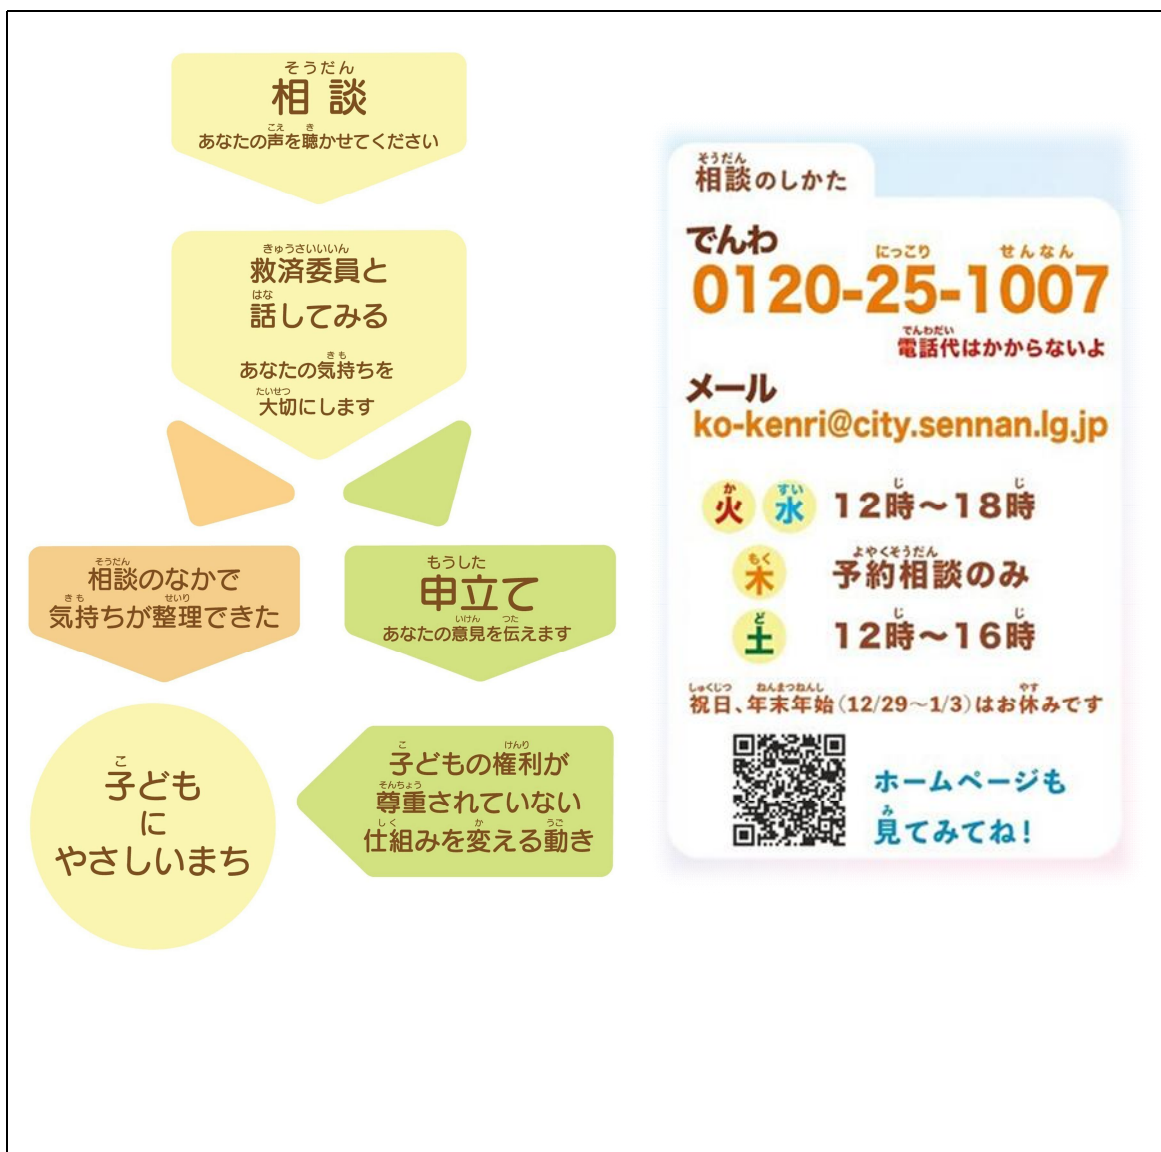 そうだん
相談
こえ き
あなたの声を聴かせてください
きゅうさいいいん
救済委員と
はな
話してみる
きも
あなたの気持ちを
たいせつ
大切にします
そうだん
相談のなかで
きも せいり
気持ちが整理できた
もうした
申立て
いけん つた
あなたの意見を伝えます
こ けんり
子どもの権利が
そんちょう
尊重されていない
しく か うご
仕組みを変える動き
こ
子ども
に
やさしいまち
そうだん
相談のしかた
でんわ
にっこり せんなん
0120-25-1007
でんわだい
電話代はかからないよ
メール
ko-kenri@city.sennan.lg.jp
か すい じ じ
火 水 12時～18時
もく よやくそうだん
木 予約相談のみ
ど じ じ
土 12時～16時
しゅくじつ ねんまつねんし やす
祝日、年末年始(12/29～1/3)はお休みです
ホームページも
み
見てみてね!